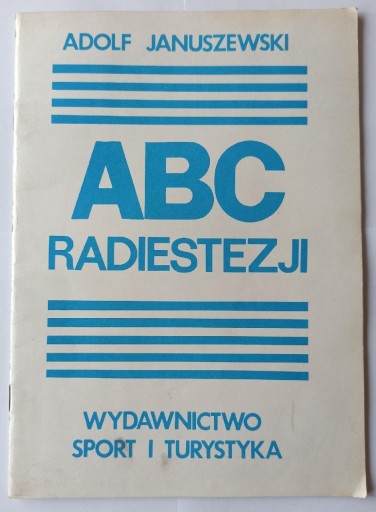 ADOLF JANUSZEWSKI
ABC
RADIESTEZJI
WYDAWNICTWO
SPORT I TURYSTYKA